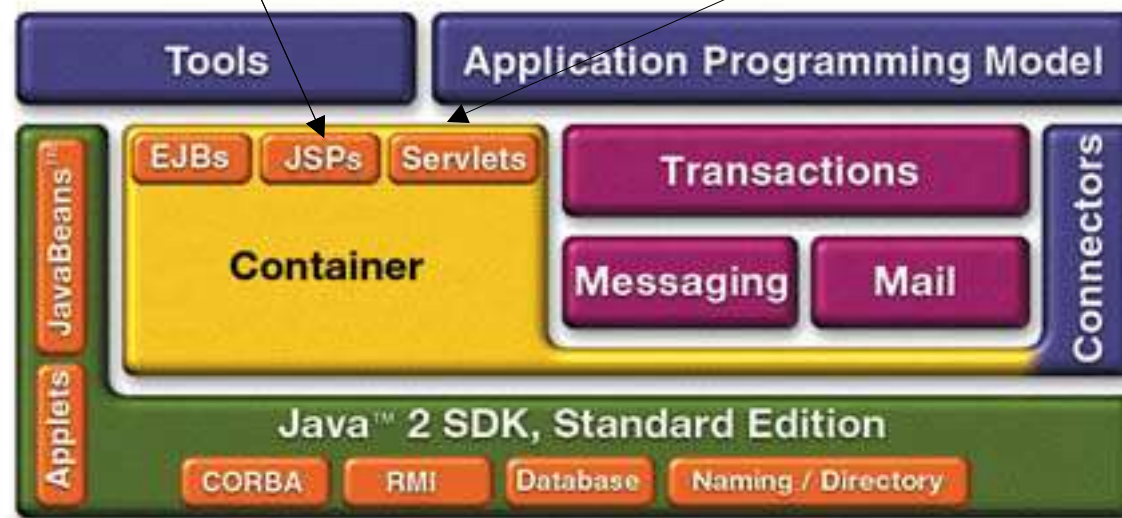 Tools
Application Programming Model
EJBs
JSPs
Servlets
Container
Transactions
Messaging
Mail
Connectors
JavaBeans™
Applets
Java™ 2 SDK, Standard Edition
CORBA
RMI
Database
Naming / Directory